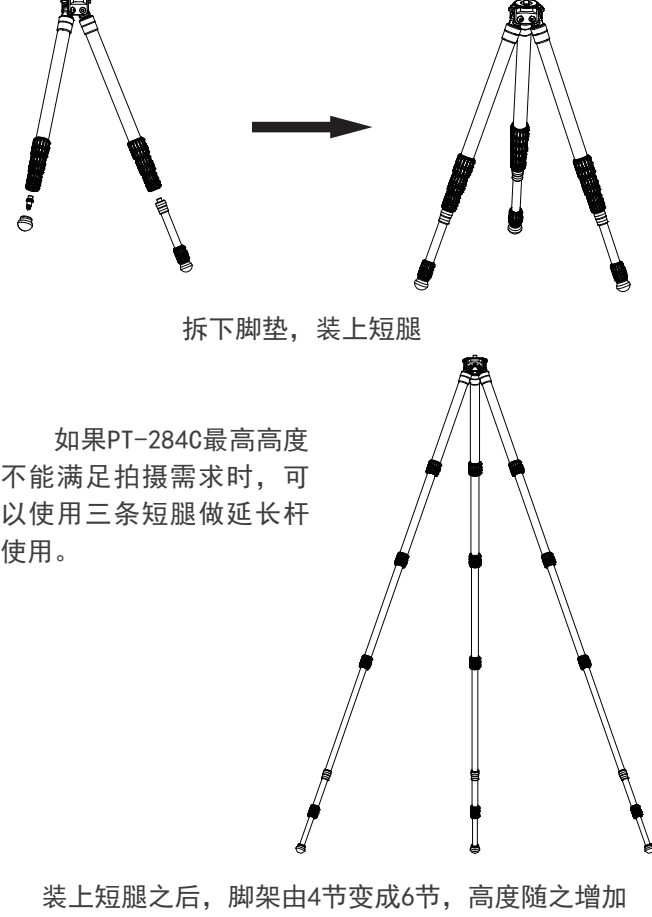 拆下脚垫，装上短腿
如果PT-284C最高高度
不能满足拍摄需求时，可
以使用三条短腿做延长杆
使用。
装上短腿之后，脚架由4节变成6节，高度随之增加